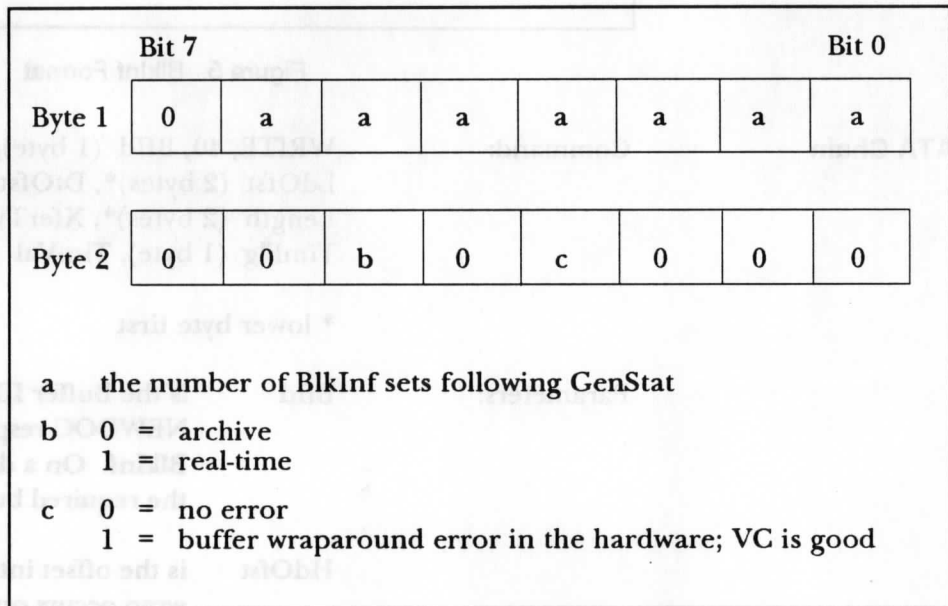 Bit 7 Bit 0
Byte 1 0 a a a a a a a
Byte 2 0 0 b 0 c 0 0 0
a the number of BlkInf sets following GenStat
b 0 = archive
1 = real-time
c 0 = no error
1 = buffer wraparound error in the hardware; VC is good